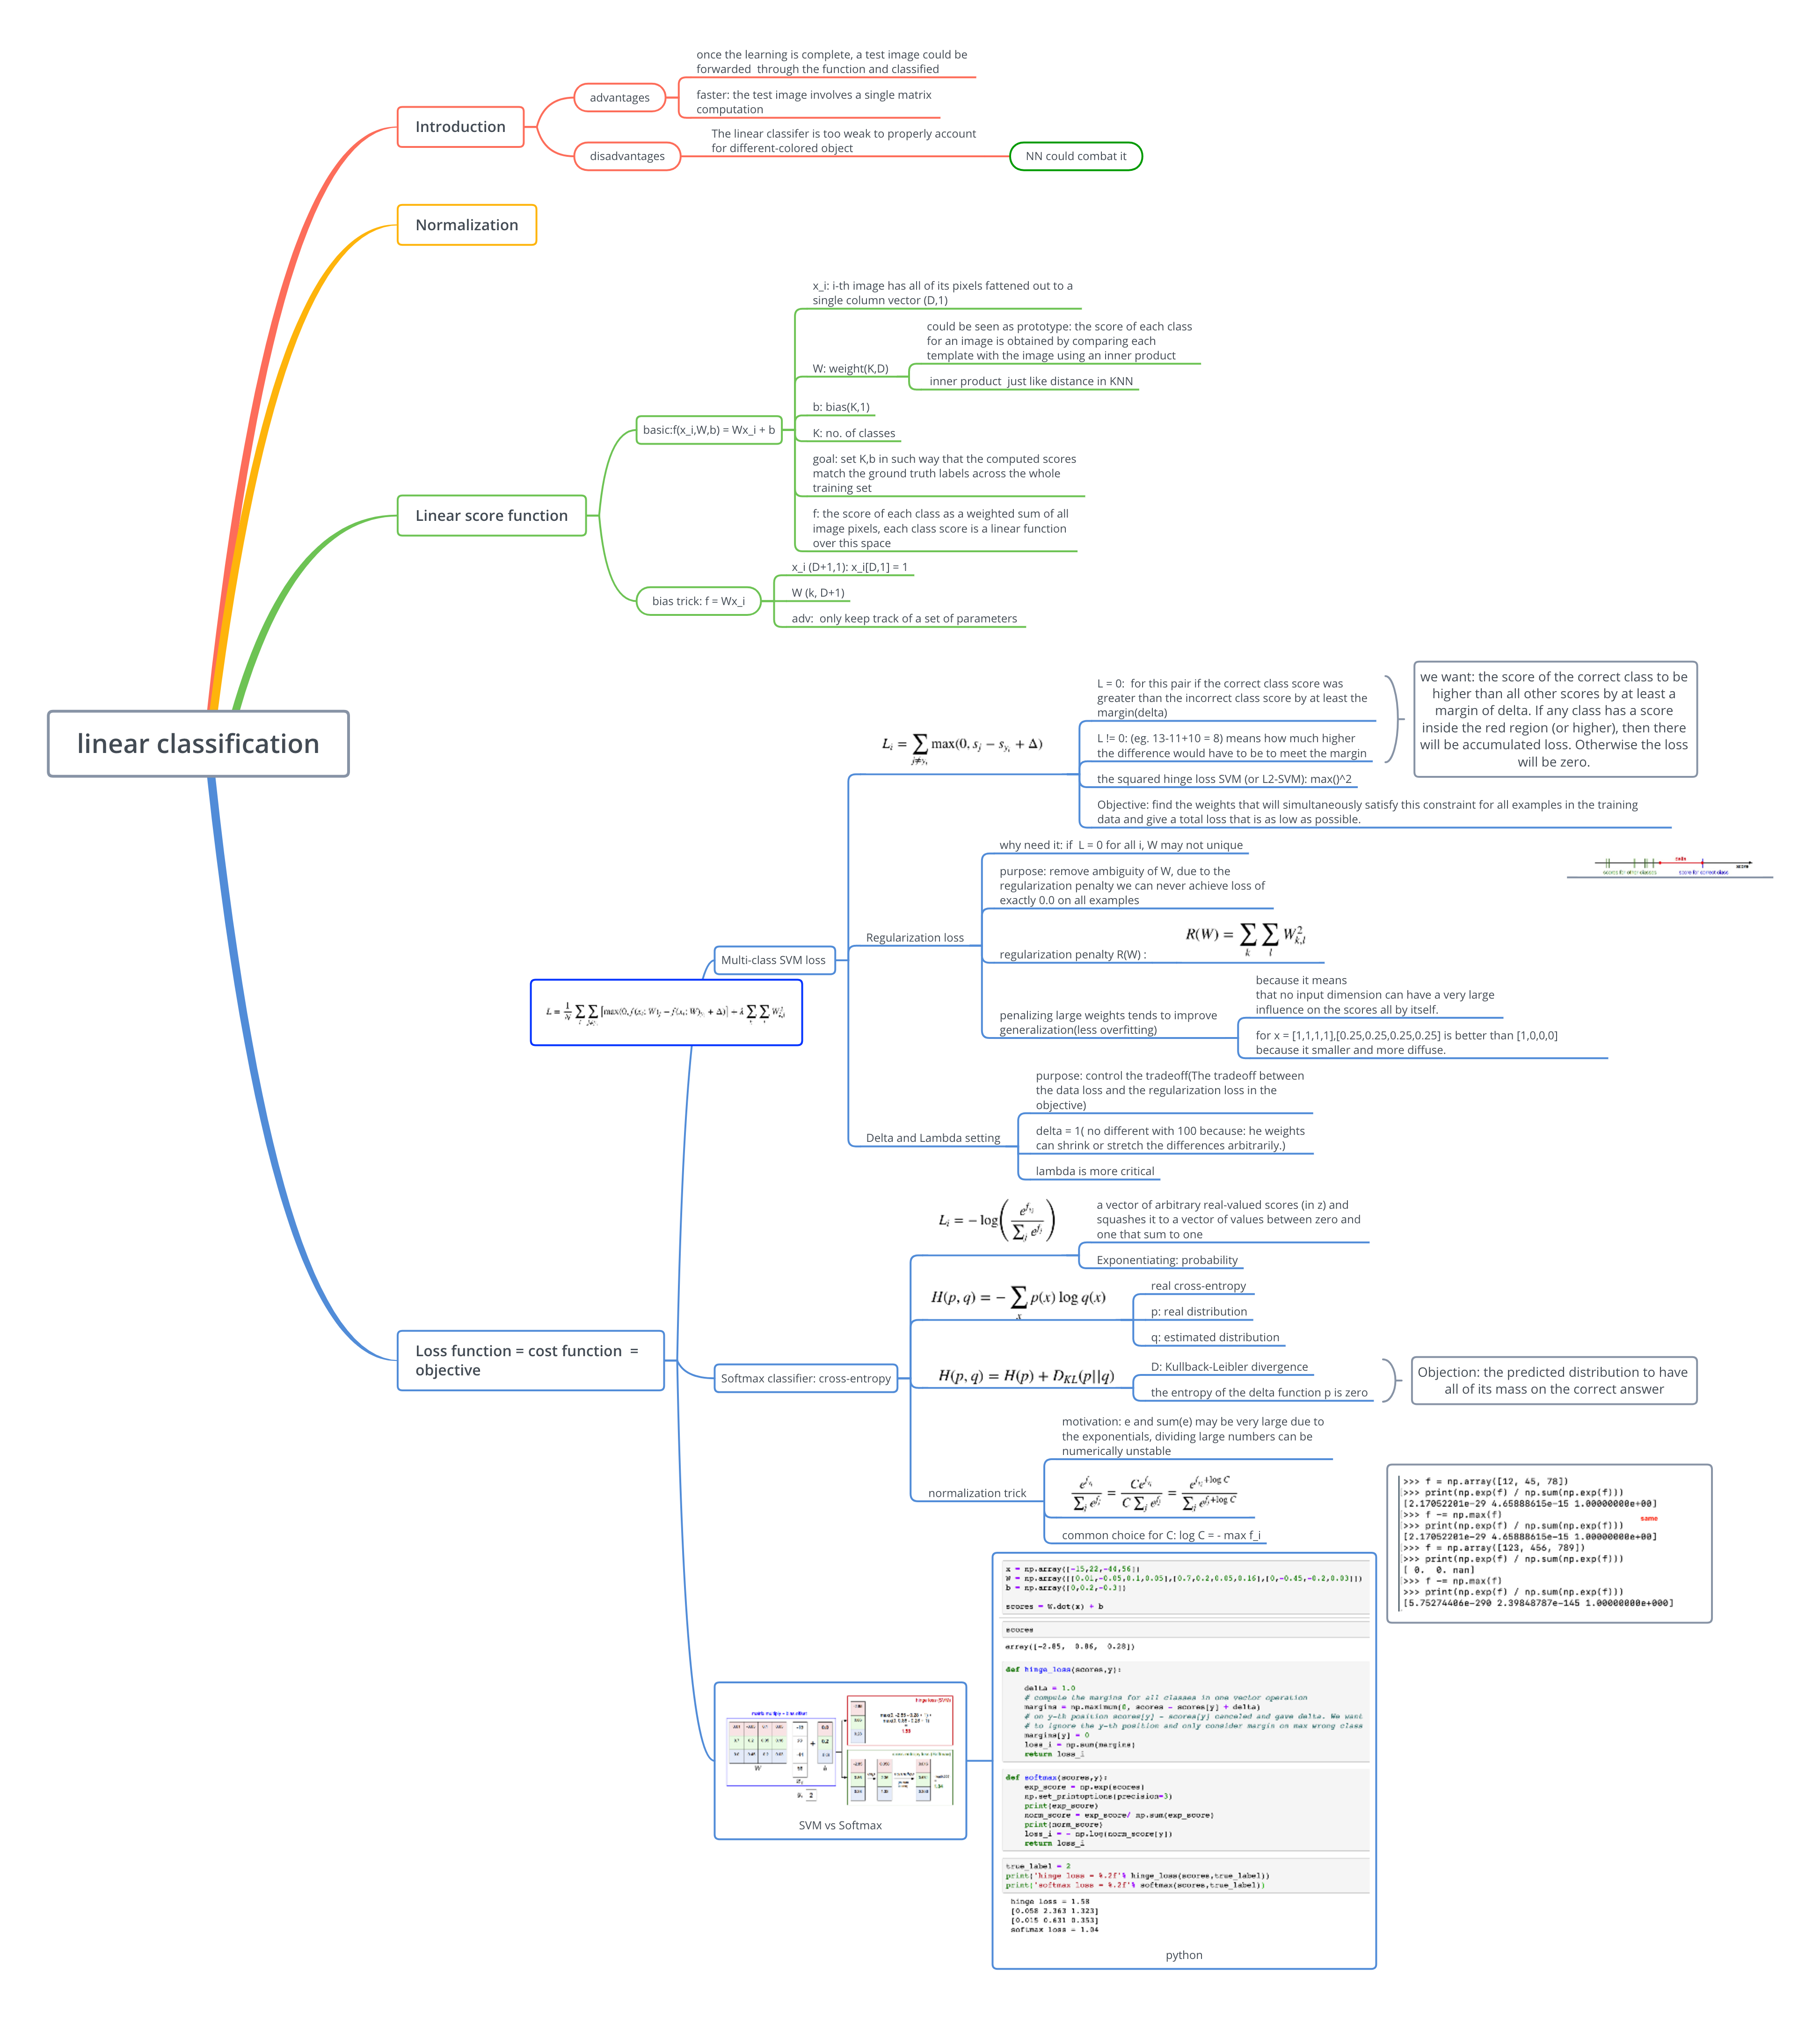 once the learning is complete, a test image could be
forwarded  through the function and classified
advantages
faster: the test image involves a single matrix
computation
Introduction
The linear classifer is too weak to properly account
for different-colored object
disadvantages
NN could combat it
Normalization
x_i: i-th image has all of its pixels fattened out to a
single column vector (D,1)
could be seen as prototype: the score of each class
for an image is obtained by comparing each
template with the image using an inner product
W: weight(K,D)
inner product  just like distance in KNN
b: bias(K,1)
basic:f(x_i,W,b) = Wx_i + b
K: no. of classes
goal: set K,b in such way that the computed scores
match the ground truth labels across the whole
training set
Linear score function
f: the score of each class as a weighted sum of all
image pixels, each class score is a linear function
over this space
x_i (D+1,1): x_i[D,1] = 1
bias trick: f = Wx_i
W (k, D+1)
adv:  only keep track of a set of parameters
linear classification
L = 0:  for this pair if the correct class score was
greater than the incorrect class score by at least the
margin(delta)
we want: the score of the correct class to be
higher than all other scores by at least a
margin of delta. If any class has a score
inside the red region (or higher), then there
will be accumulated loss. Otherwise the loss
will be zero.
L_i = ∑_{j≠y_i} max(0, s_j − s_{y_i} + Δ)
L != 0: (eg. 13-11+10 = 8) means how much higher
the difference would have to be to meet the margin
the squared hinge loss SVM (or L2-SVM): max()^2
Objective: find the weights that will simultaneously satisfy this constraint for all examples in the training
data and give a total loss that is as low as possible.
why need it: if  L = 0 for all i, W may not unique
delta
score
scores for other classes
score for correct class
purpose: remove ambiguity of W, due to the
regularization penalty we can never achieve loss of
exactly 0.0 on all examples
Regularization loss
regularization penalty R(W) :
R(W) = ∑_k ∑_l W²_{k,l}
Multi-class SVM loss
because it means
that no input dimension can have a very large
influence on the scores all by itself.
penalizing large weights tends to improve
generalization(less overfitting)
for x = [1,1,1,1],[0.25,0.25,0.25,0.25] is better than [1,0,0,0]
because it smaller and more diffuse.
L = 1/N ∑_i ∑_{j≠y_i} [max(0, f(x_i; W)_j − f(x_i; W)_{y_i} + Δ)] + λ ∑_k ∑_l W²_{k,l}
purpose: control the tradeoff(The tradeoff between
the data loss and the regularization loss in the
objective)
Delta and Lambda setting
delta = 1( no different with 100 because: he weights
can shrink or stretch the differences arbitrarily.)
lambda is more critical
L_i = − log( e^{f_{y_i}} / ∑_j e^{f_j} )
a vector of arbitrary real-valued scores (in z) and
squashes it to a vector of values between zero and
one that sum to one
Exponentiating: probability
H(p, q) = − ∑_x p(x) log q(x)
real cross-entropy
p: real distribution
q: estimated distribution
Loss function = cost function  =
objective
Softmax classifier: cross-entropy
H(p, q) = H(p) + D_{KL}(p||q)
D: Kullback-Leibler divergence
the entropy of the delta function p is zero
Objection: the predicted distribution to have
all of its mass on the correct answer
motivation: e and sum(e) may be very large due to
the exponentials, dividing large numbers can be
numerically unstable
normalization trick
e^{f_{y_i}} / ∑_j e^{f_j} = Ce^{f_{y_i}} / C∑_j e^{f_j} = e^{f_{y_i}+log C} / ∑_j e^{f_j+log C}
common choice for C: log C = - max f_i
>>> f = np.array([12, 45, 78])
>>> print(np.exp(f) / np.sum(np.exp(f)))
[2.17052201e-29 4.65888615e-15 1.00000000e+00]
>>> f -= np.max(f)
same
>>> print(np.exp(f) / np.sum(np.exp(f)))
[2.17052201e-29 4.65888615e-15 1.00000000e+00]
>>> f = np.array([123, 456, 789])
>>> print(np.exp(f) / np.sum(np.exp(f)))
[ 0.  0. nan]
>>> f -= np.max(f)
>>> print(np.exp(f) / np.sum(np.exp(f)))
[5.75274406e-290 2.39848787e-145 1.00000000e+000]
x = np.array([-15,22,-44,56])
W = np.array([[0.01,-0.05,0.1,0.05],[0.7,0.2,0.05,0.16],[0,-0.45,-0.2,0.03]])
b = np.array([0,0.2,-0.3])
scores = W.dot(x) + b
scores
array([-2.85,  0.86,  0.28])
def hinge_loss(scores,y):
delta = 1.0
# compute the margins for all classes in one vector operation
margins = np.maximum(0, scores - scores[y] + delta)
# on y-th position scores[y] - scores[y] canceled and gave delta. We want
# to ignore the y-th position and only consider margin on max wrong class
margins[y] = 0
loss_i = np.sum(margins)
return loss_i
def softmax(scores,y):
exp_score = np.exp(scores)
np.set_printoptions(precision=3)
print(exp_score)
norm_score = exp_score/ np.sum(exp_score)
print(norm_score)
loss_i = - np.log(norm_score[y])
return loss_i
true_label = 2
print('hinge loss = %.2f'% hinge_loss(scores,true_label))
print('softmax loss = %.2f'% softmax(scores,true_label))
hinge loss = 1.58
[0.058 2.363 1.323]
[0.015 0.631 0.353]
softmax loss = 1.04
python
matrix multiply + bias offset
hinge loss (SVM)
1.58
W
b
SVM vs Softmax